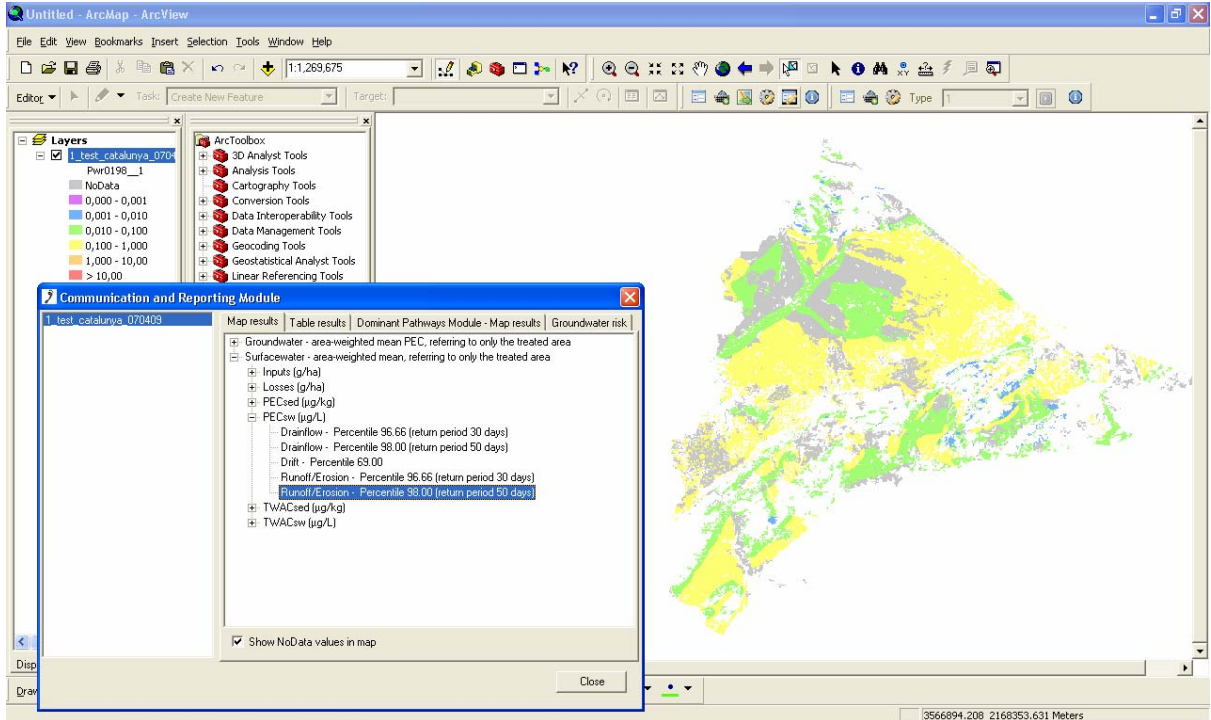 Untitled - ArcMap - ArcView
File Edit View Bookmarks Insert Selection Tools Window Help
1:1,269,675
Editor Task: Create New Feature Target: Type 1
Layers
1_test_catalunya_0704
Pwr0198__1
NoData
0,000 - 0,001
0,001 - 0,010
0,010 - 0,100
0,100 - 1,000
1,000 - 10,00
> 10,00
ArcToolbox
3D Analyst Tools
Analysis Tools
Cartography Tools
Conversion Tools
Data Interoperability Tools
Data Management Tools
Geocoding Tools
Geostatistical Analyst Tools
Linear Referencing Tools
Communication and Reporting Module
1_test_catalunya_070409
Map results Table results Dominant Pathways Module - Map results Groundwater risk
Groundwater - area-weighted mean PEC, referring to only the treated area
Surfacewater - area-weighted mean, referring to only the treated area
Inputs (g/ha)
Losses (g/ha)
PECsed (µg/kg)
PECsw (µg/L)
Drainflow - Percentile 96.66 (return period 30 days)
Drainflow - Percentile 98.00 (return period 50 days)
Drift - Percentile 69.00
Runoff/Erosion - Percentile 96.66 (return period 30 days)
Runoff/Erosion - Percentile 98.00 (return period 50 days)
TWACsed (µg/kg)
TWACsw (µg/L)
Show NoData values in map
Close
Disp
Draw
3566894.208 2168353.631 Meters